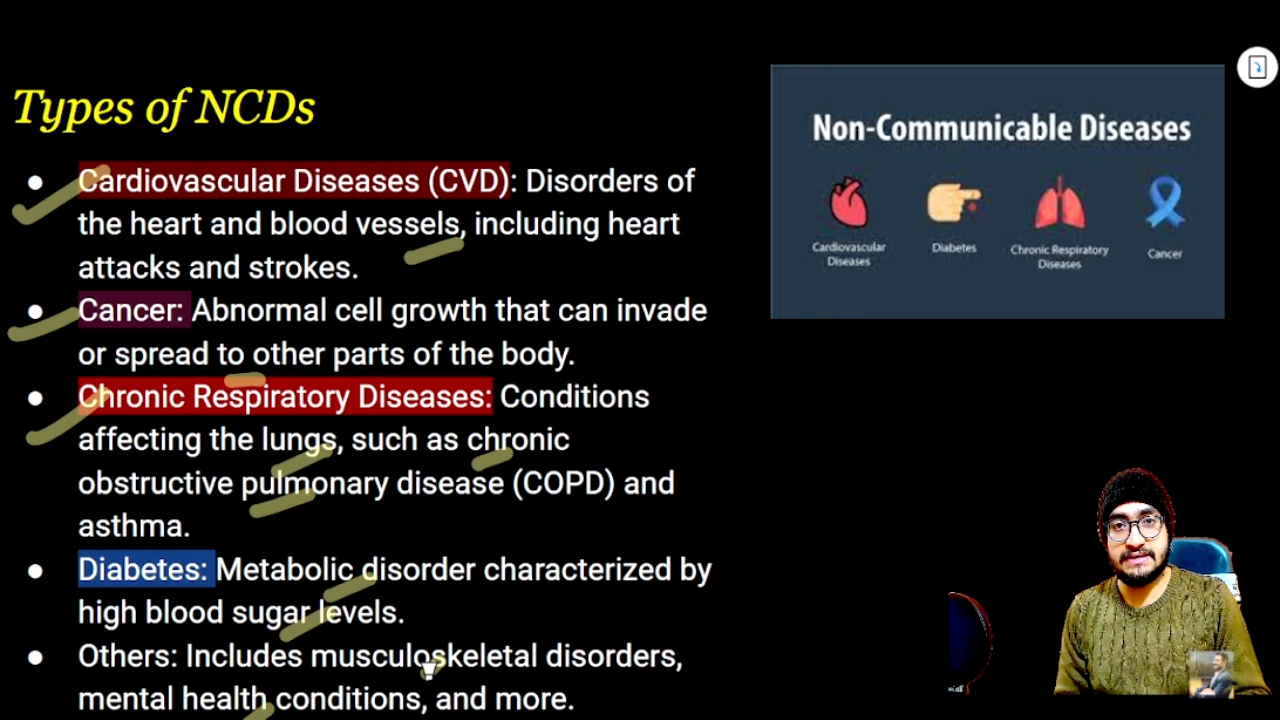 Types of NCDs
● Cardiovascular Diseases (CVD): Disorders of
the heart and blood vessels, including heart
attacks and strokes.
● Cancer: Abnormal cell growth that can invade
or spread to other parts of the body.
● Chronic Respiratory Diseases: Conditions
affecting the lungs, such as chronic
obstructive pulmonary disease (COPD) and
asthma.
● Diabetes: Metabolic disorder characterized by
high blood sugar levels.
● Others: Includes musculoskeletal disorders,
mental health conditions, and more.
Non-Communicable Diseases
Cardiovascular
Diseases
Diabetes
Chronic Respiratory
Diseases
Cancer